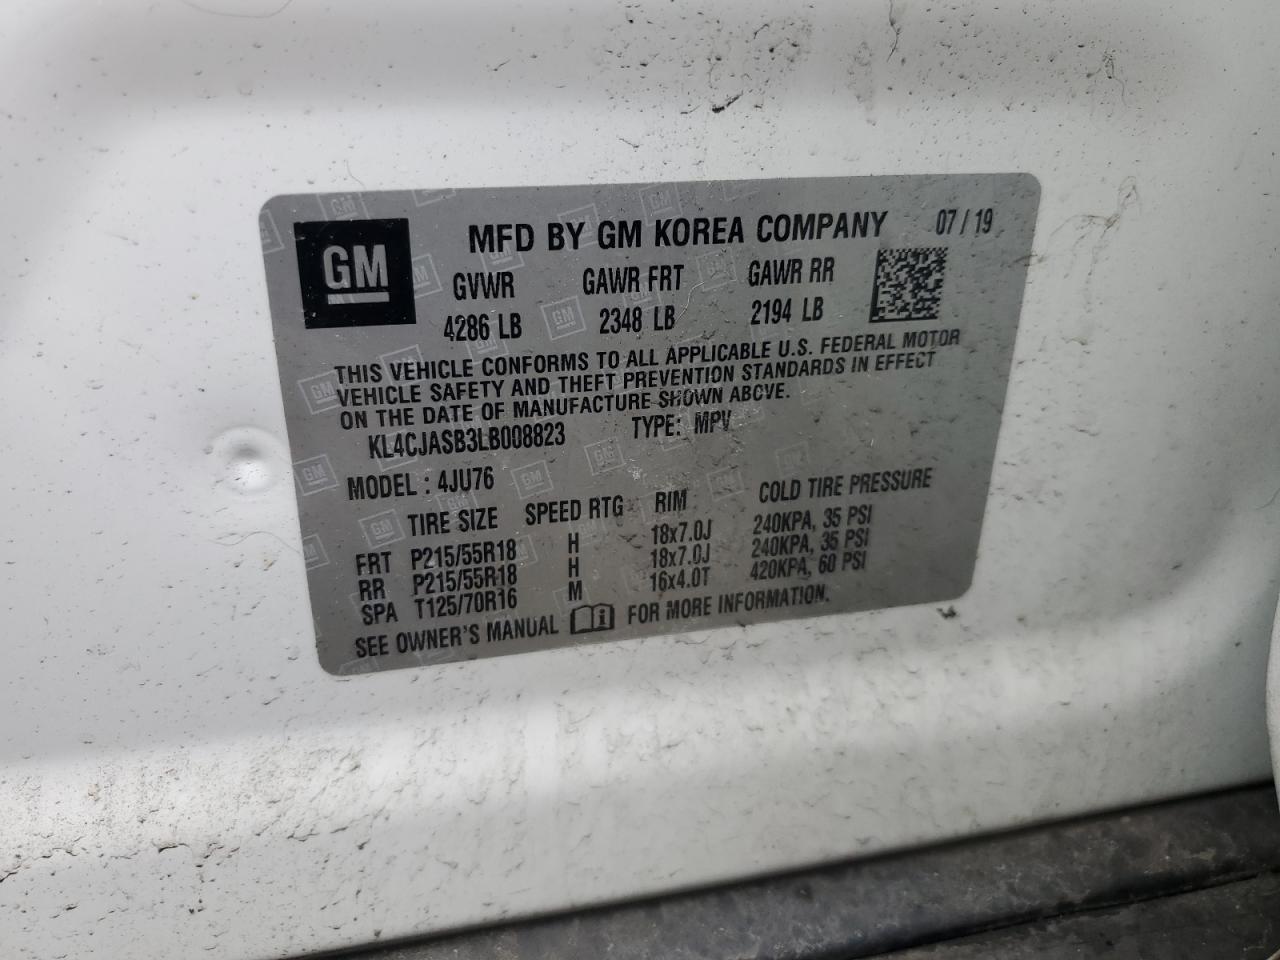 GM
MFD BY GM KOREA COMPANY 07 / 19
GVWR GAWR FRT GAWR RR
4286 LB 2348 LB 2194 LB
THIS VEHICLE CONFORMS TO ALL APPLICABLE U.S. FEDERAL MOTOR
VEHICLE SAFETY AND THEFT PREVENTION STANDARDS IN EFFECT
ON THE DATE OF MANUFACTURE SHOWN ABOVE.
KL4CJASB3LB008823 TYPE: MPV
MODEL : 4JU76
TIRE SIZE SPEED RTG RIM COLD TIRE PRESSURE
FRT P215/55R18 H 18x7.0J 240KPA, 35 PSI
RR P215/55R18 H 18x7.0J 240KPA, 35 PSI
SPA T125/70R16 M 16x4.0T 420KPA, 60 PSI
SEE OWNER'S MANUAL i FOR MORE INFORMATION.